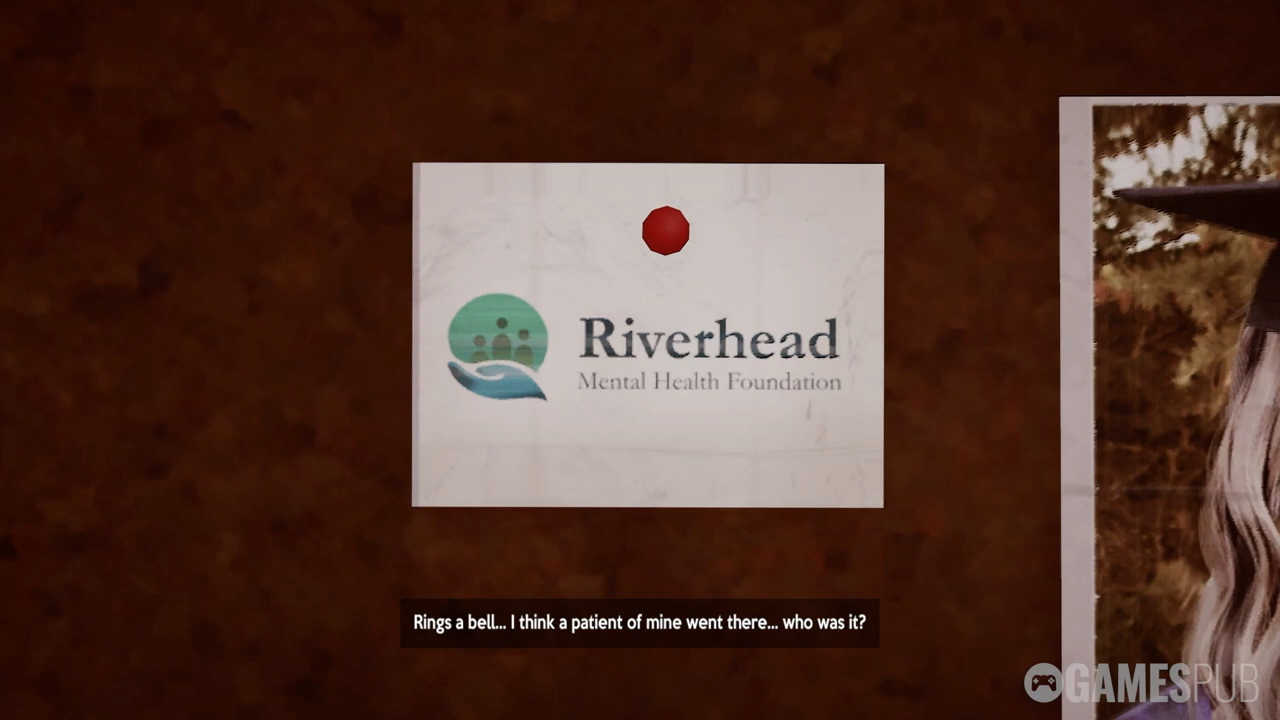 Riverhead
Mental Health Foundation
Rings a bell... I think a patient of mine went there... who was it?
GAMESPUB